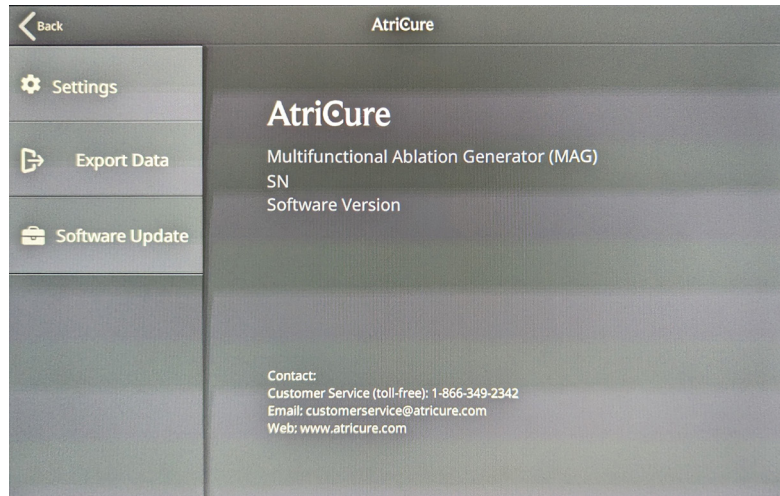 Back
AtriCure
Settings
Export Data
Software Update
AtriCure
Multifunctional Ablation Generator (MAG)
SN
Software Version
Contact:
Customer Service (toll-free): 1-866-349-2342
Email: customerservice@atricure.com
Web: www.atricure.com